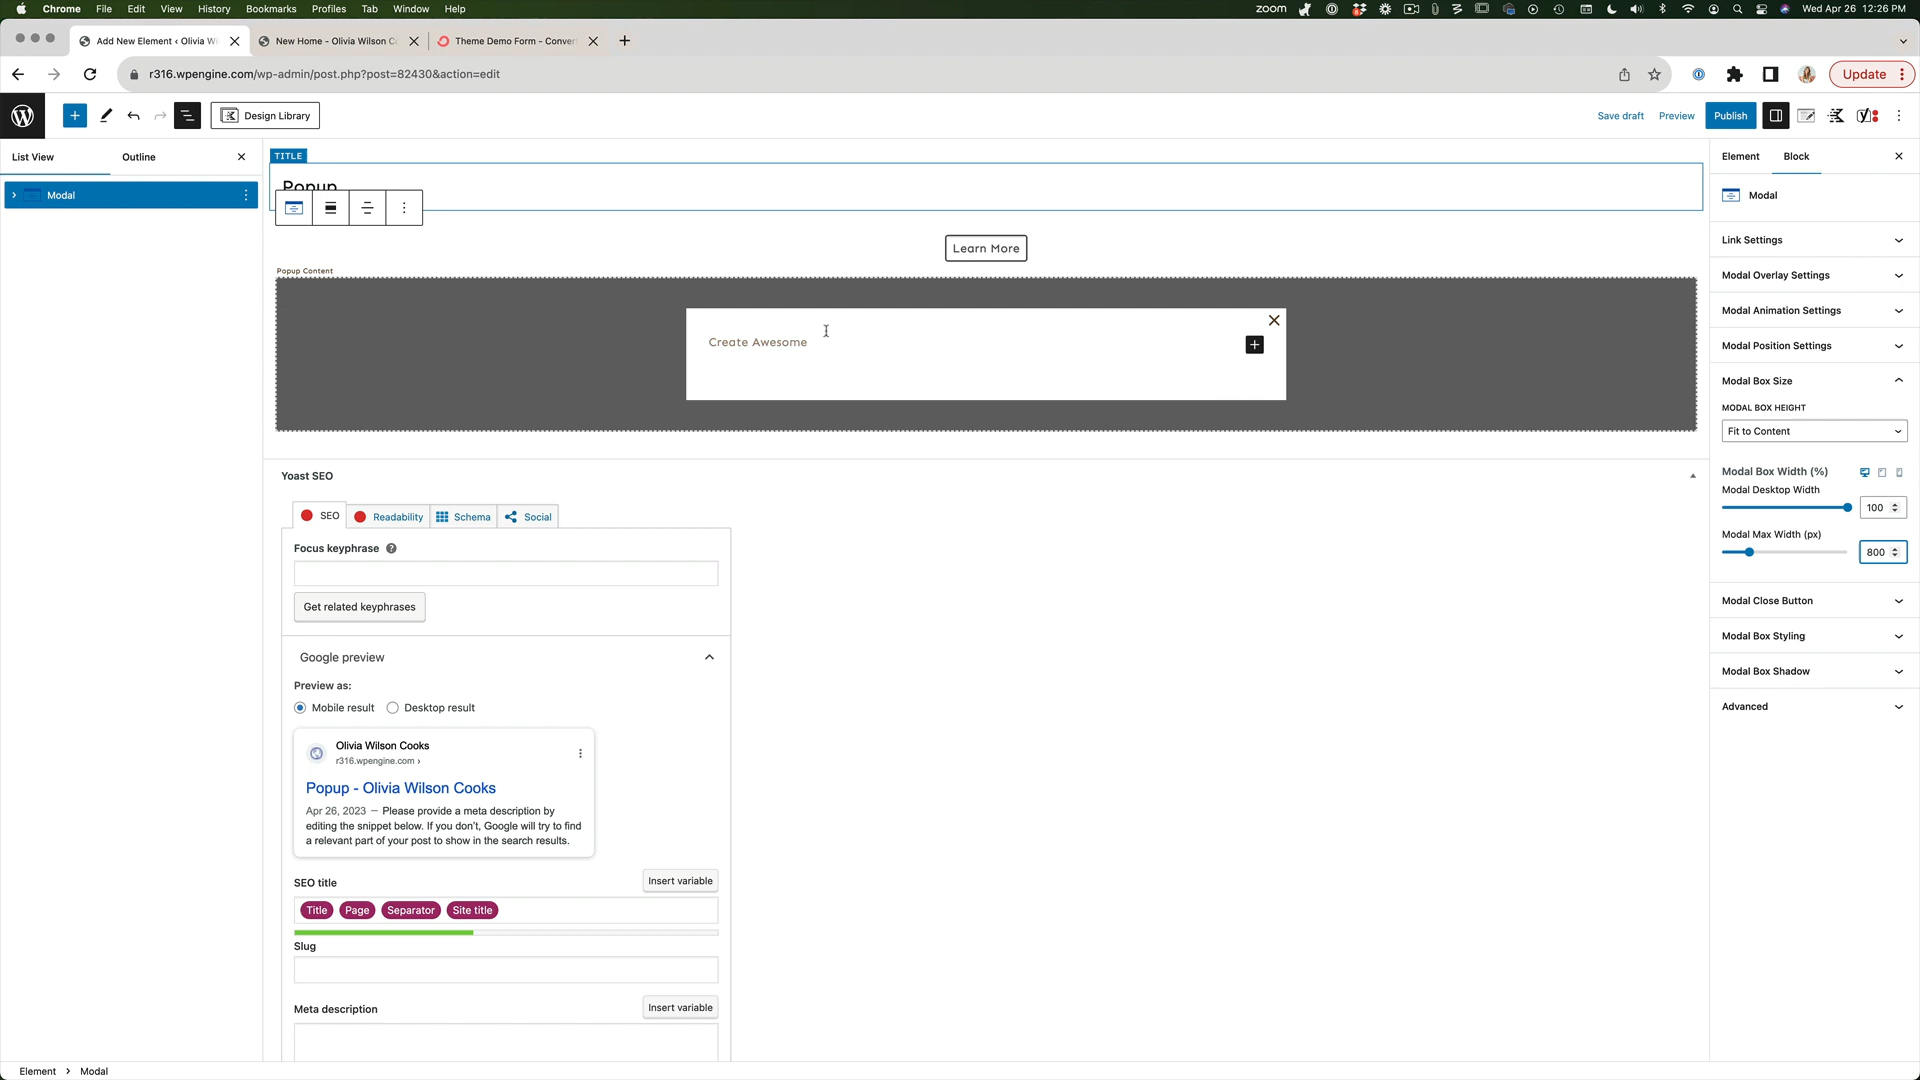 Chrome File Edit View History Bookmarks Profiles Tab Window Help
zoom Wed Apr 26 12:26 PM
Add New Element ‹ Olivia W
New Home - Olivia Wilson C
Theme Demo Form - Conver
r316.wpengine.com/wp-admin/post.php?post=82430&action=edit
Update
Design Library
Save draft
Preview
Publish
List View
Outline
Modal
TITLE
Popup
Learn More
Popup Content
Create Awesome
Yoast SEO
SEO
Readability
Schema
Social
Focus keyphrase
Get related keyphrases
Google preview
Preview as:
Mobile result
Desktop result
Olivia Wilson Cooks
r316.wpengine.com ›
Popup - Olivia Wilson Cooks
Apr 26, 2023 — Please provide a meta description by
editing the snippet below. If you don't, Google will try to find
a relevant part of your post to show in the search results.
SEO title
Insert variable
Title Page Separator Site title
Slug
Meta description
Insert variable
Element
Block
Modal
Link Settings
Modal Overlay Settings
Modal Animation Settings
Modal Position Settings
Modal Box Size
MODAL BOX HEIGHT
Fit to Content
Modal Box Width (%)
Modal Desktop Width
100
Modal Max Width (px)
800
Modal Close Button
Modal Box Styling
Modal Box Shadow
Advanced
Element › Modal